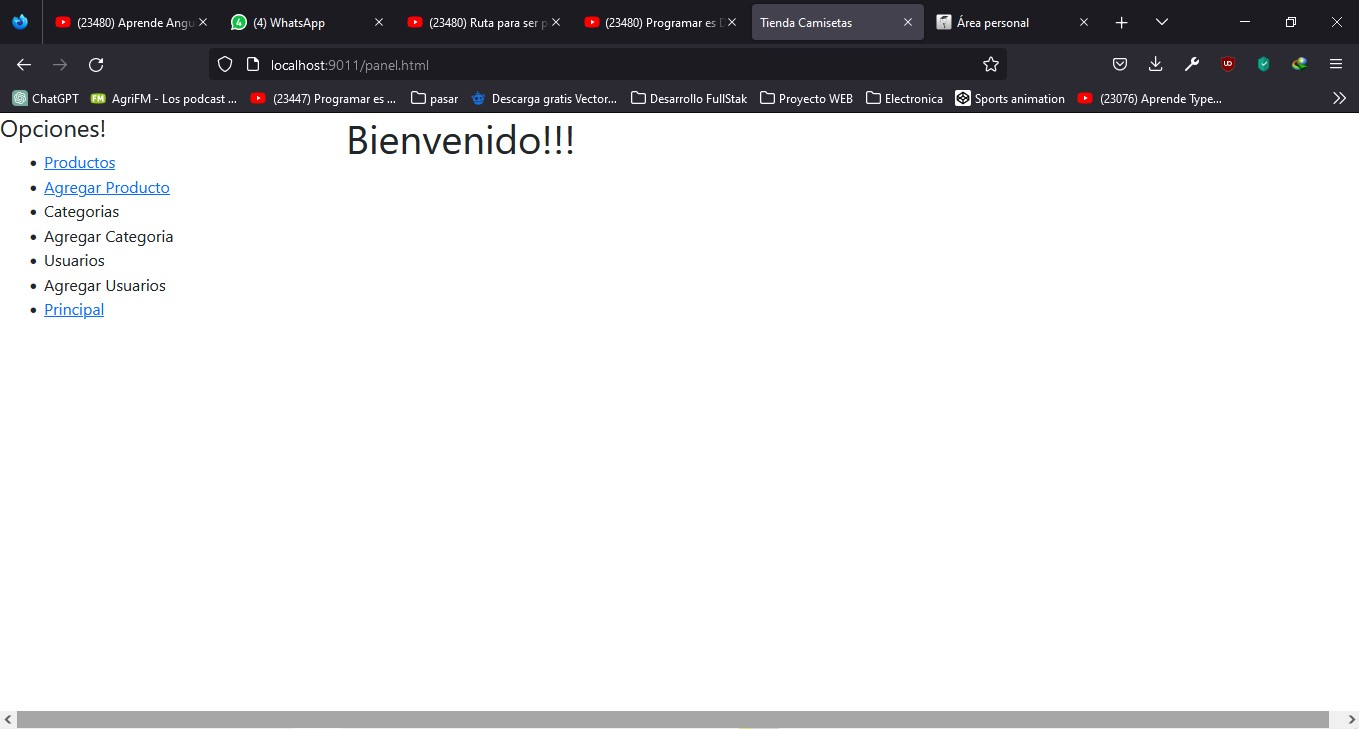 (23480) Aprende Angu
(4) WhatsApp
(23480) Ruta para ser p
(23480) Programar es D
Tienda Camisetas
Área personal
localhost:9011/panel.html
ChatGPT
FM AgriFM - Los podcast ...
(23447) Programar es ...
pasar
Descarga gratis Vector...
Desarrollo FullStak
Proyecto WEB
Electronica
Sports animation
(23076) Aprende Type...
Opciones!
Bienvenido!!!
• Productos
• Agregar Producto
• Categorias
• Agregar Categoria
• Usuarios
• Agregar Usuarios
• Principal